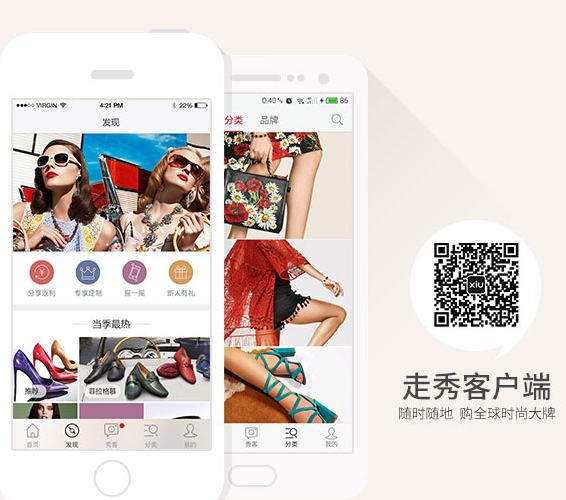 VIRGIN 4:21 PM 22%
发现
分享返利 专享定制 摇一摇 新人有礼
当季最热
推荐 菲拉格慕
首页 发现 秀客 分类 我的
0.40 86
分类 品牌
秀客 分类 我的
xiu
走秀客户端
随时随地 购全球时尚大牌